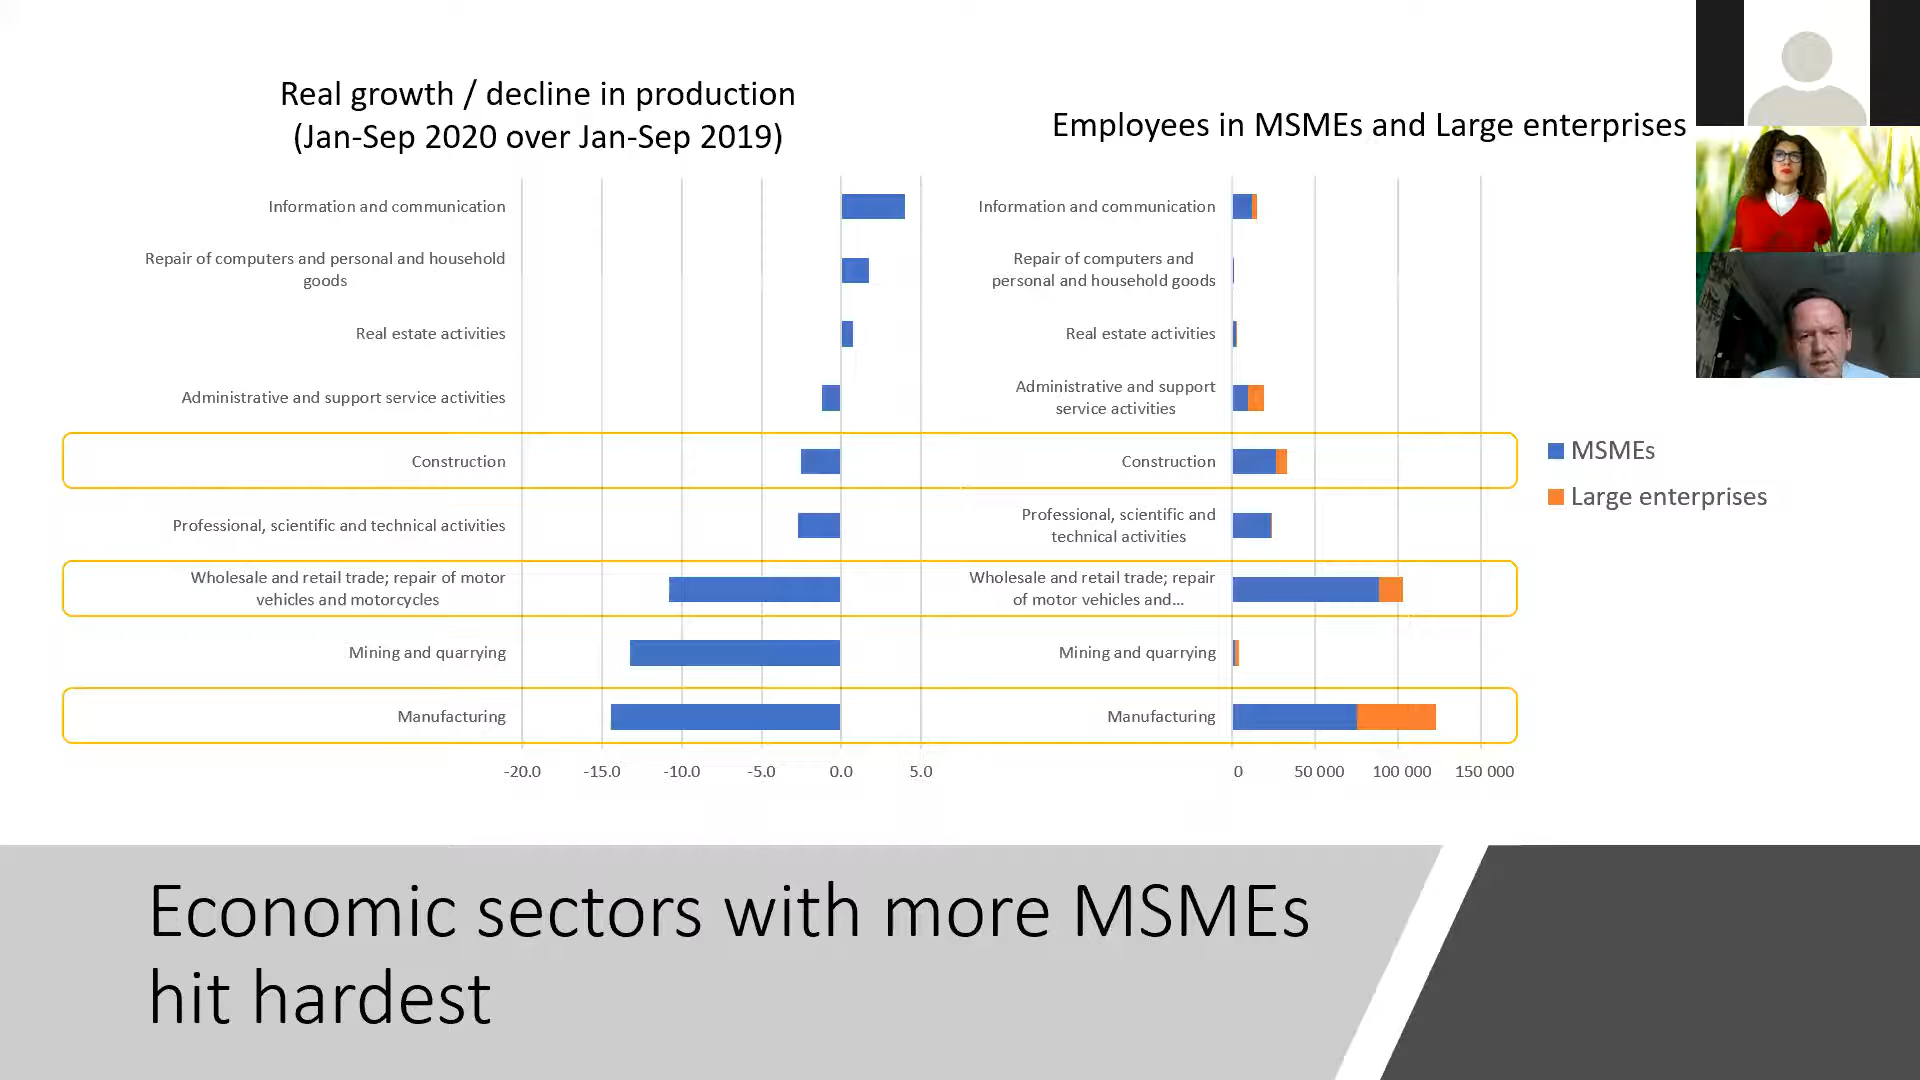 Real growth / decline in production
(Jan-Sep 2020 over Jan-Sep 2019)
Information and communication
Repair of computers and personal and household
goods
Real estate activities
Administrative and support service activities
Construction
Professional, scientific and technical activities
Wholesale and retail trade; repair of motor
vehicles and motorcycles
Mining and quarrying
Manufacturing
-20.0 -15.0 -10.0 -5.0 0.0 5.0
Employees in MSMEs and Large enterprises
Information and communication
Repair of computers and
personal and household goods
Real estate activities
Administrative and support
service activities
Construction
Professional, scientific and
technical activities
Wholesale and retail trade; repair
of motor vehicles and...
Mining and quarrying
Manufacturing
0 50 000 100 000 150 000
MSMEs
Large enterprises
Economic sectors with more MSMEs
hit hardest